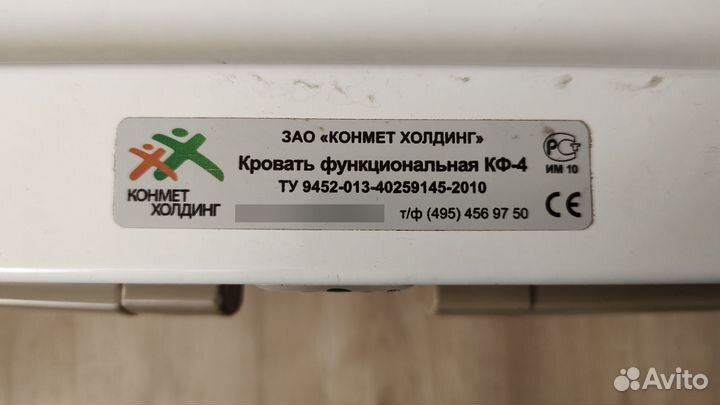 ЗАО «КОНМЕТ ХОЛДИНГ»
Кровать функциональная КФ-4
ТУ 9452-013-40259145-2010
т/ф (495) 456 97 50
КОНМЕТ
ХОЛДИНГ
РСТ
ИМ 10
CE
Avito